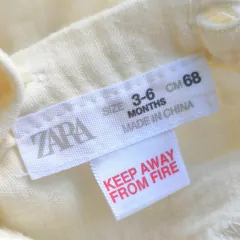 ZARA
SIZE 3-6 MONTHS CM 68
MADE IN CHINA
KEEP AWAY
FROM FIRE